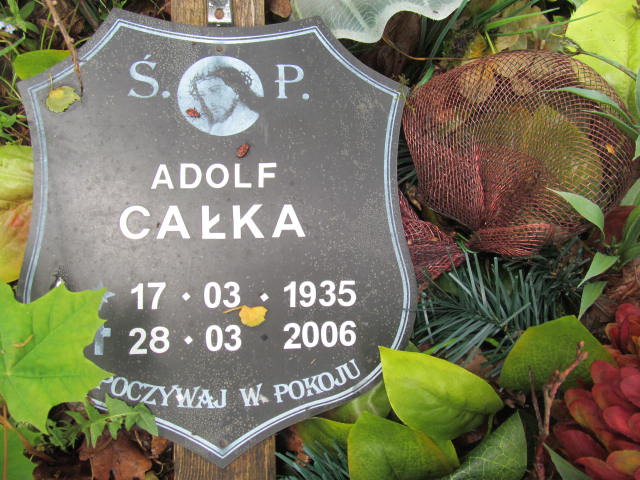 Ś. P.
ADOLF
CAŁKA
* 17 · 03 · 1935
✝ 28 · 03 2006
POCZYWAJ W POKOJU